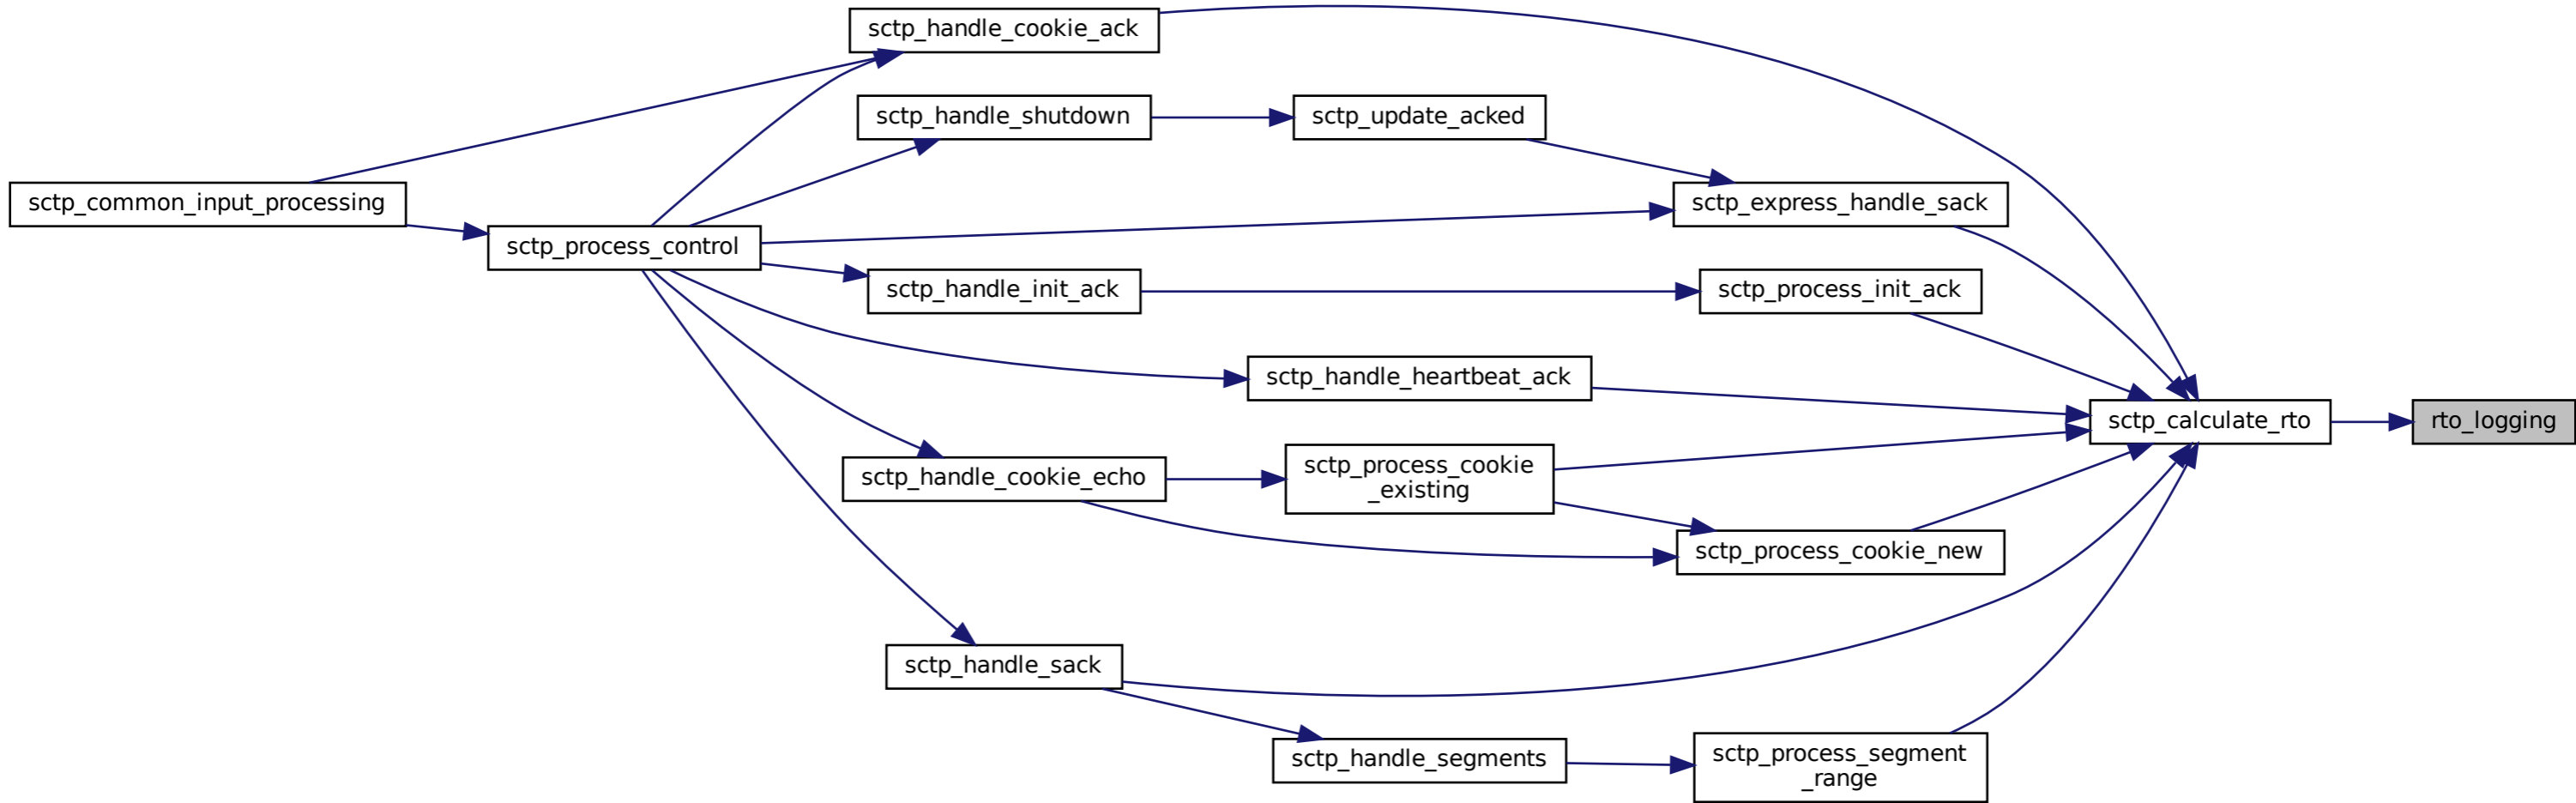 sctp_handle_cookie_ack
sctp_handle_shutdown
sctp_update_acked
sctp_common_input_processing
sctp_express_handle_sack
sctp_process_control
sctp_handle_init_ack
sctp_process_init_ack
sctp_handle_heartbeat_ack
sctp_calculate_rto
rto_logging
sctp_handle_cookie_echo
sctp_process_cookie
_existing
sctp_process_cookie_new
sctp_handle_sack
sctp_handle_segments
sctp_process_segment
_range